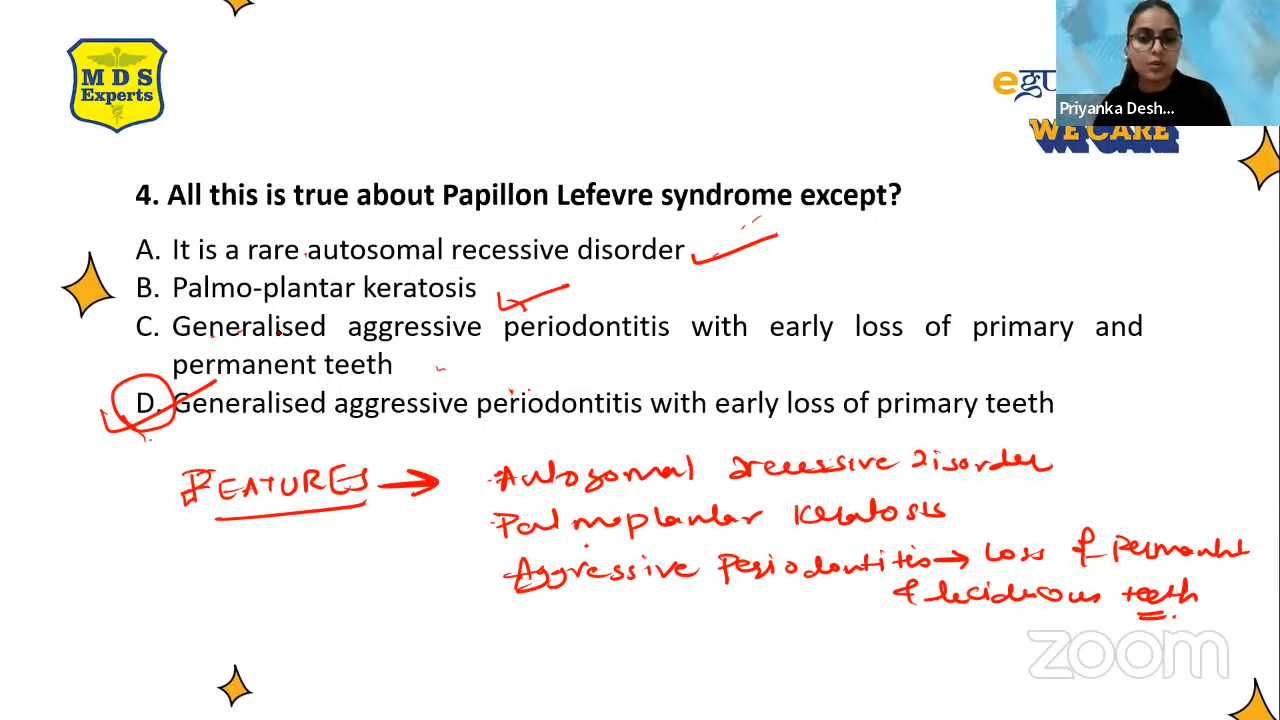 MDS
Experts
egu
WE CARE
Priyanka Desh...
4. All this is true about Papillon Lefevre syndrome except?
A. It is a rare autosomal recessive disorder
B. Palmo-plantar keratosis
C. Generalised aggressive periodontitis with early loss of primary and
permanent teeth
D. Generalised aggressive periodontitis with early loss of primary teeth
FEATURES → Autosomal recessive Disorder
Palmoplantar Keratosis
Aggressive Periodontitis → Loss of permanent
& deciduous teeth
zoom